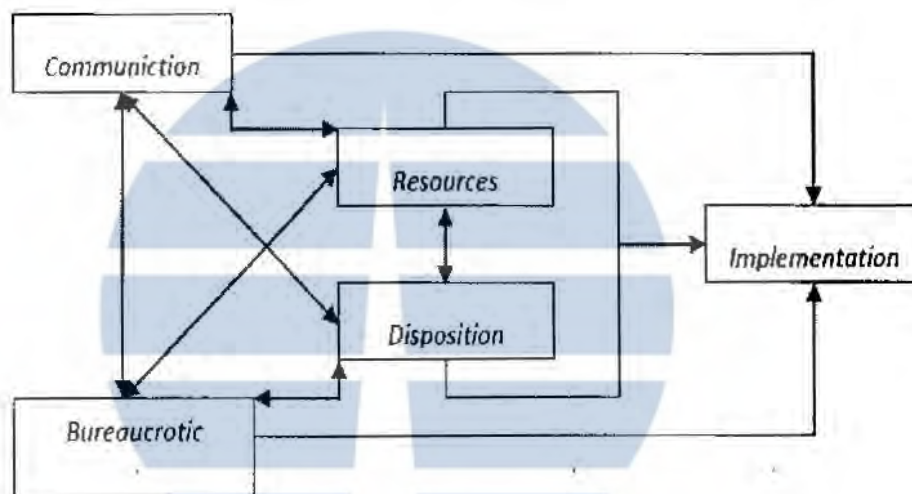 Communiction
Resources
Implementation
Disposition
Bureaucrotic